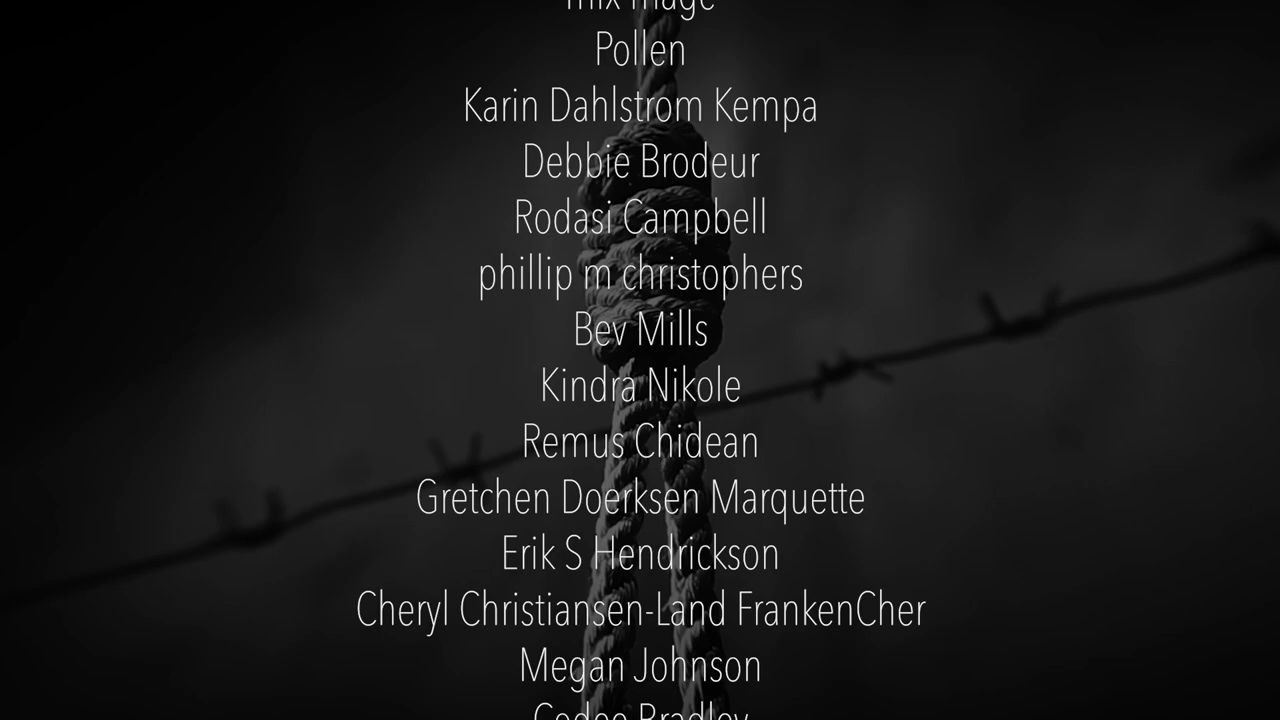 Pollen
Karin Dahlstrom Kempa
Debbie Brodeur
Rodasi Campbell
phillip m christophers
Bev Mills
Kindra Nikole
Remus Chidean
Gretchen Doerksen Marquette
Erik S Hendrickson
Cheryl Christiansen-Land FrankenCher
Megan Johnson
Bradley